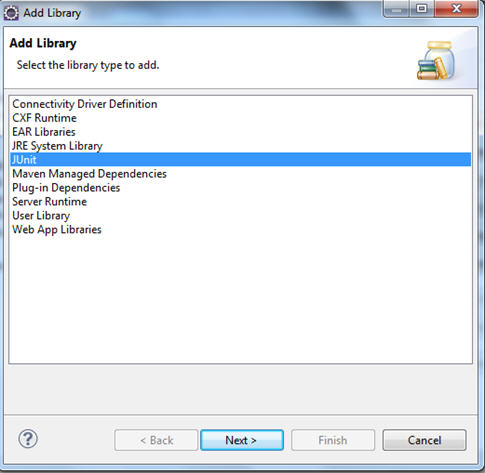 Add Library
Add Library
Select the library type to add.
Connectivity Driver Definition
CXF Runtime
EAR Libraries
JRE System Library
JUnit
Maven Managed Dependencies
Plug-in Dependencies
Server Runtime
User Library
Web App Libraries
?
< Back
Next >
Finish
Cancel